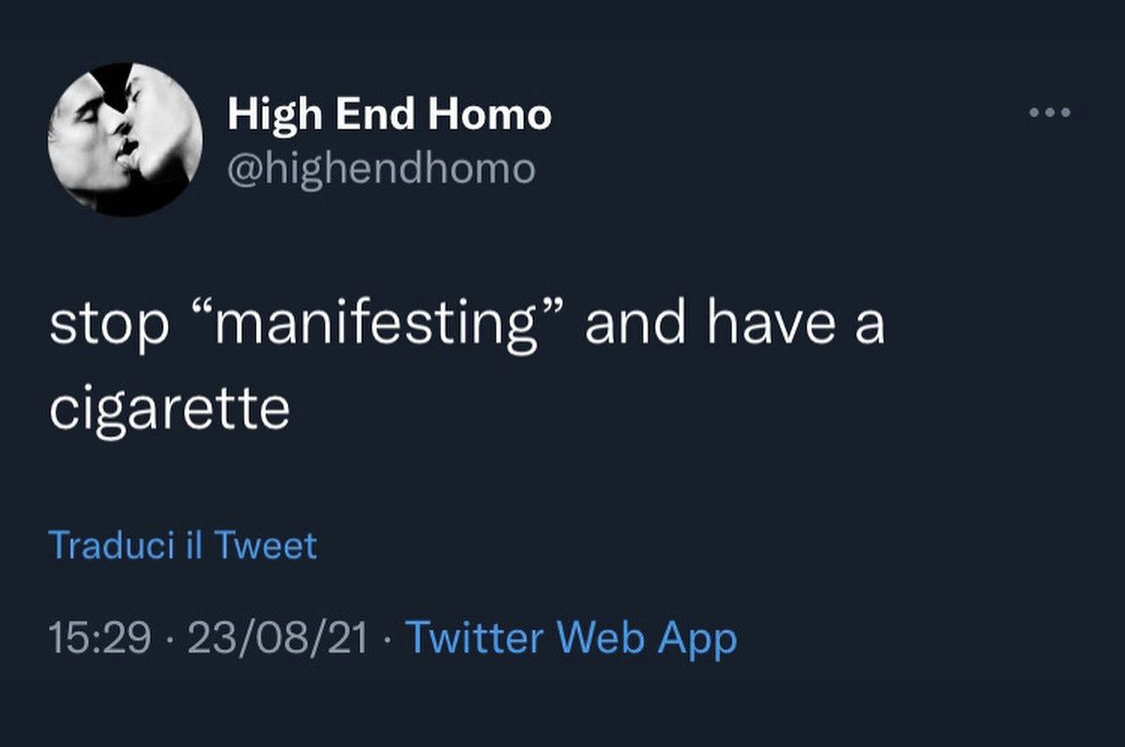 High End Homo
@highendhomo
stop “manifesting” and have a
cigarette
Traduci il Tweet
15:29 · 23/08/21 · Twitter Web App